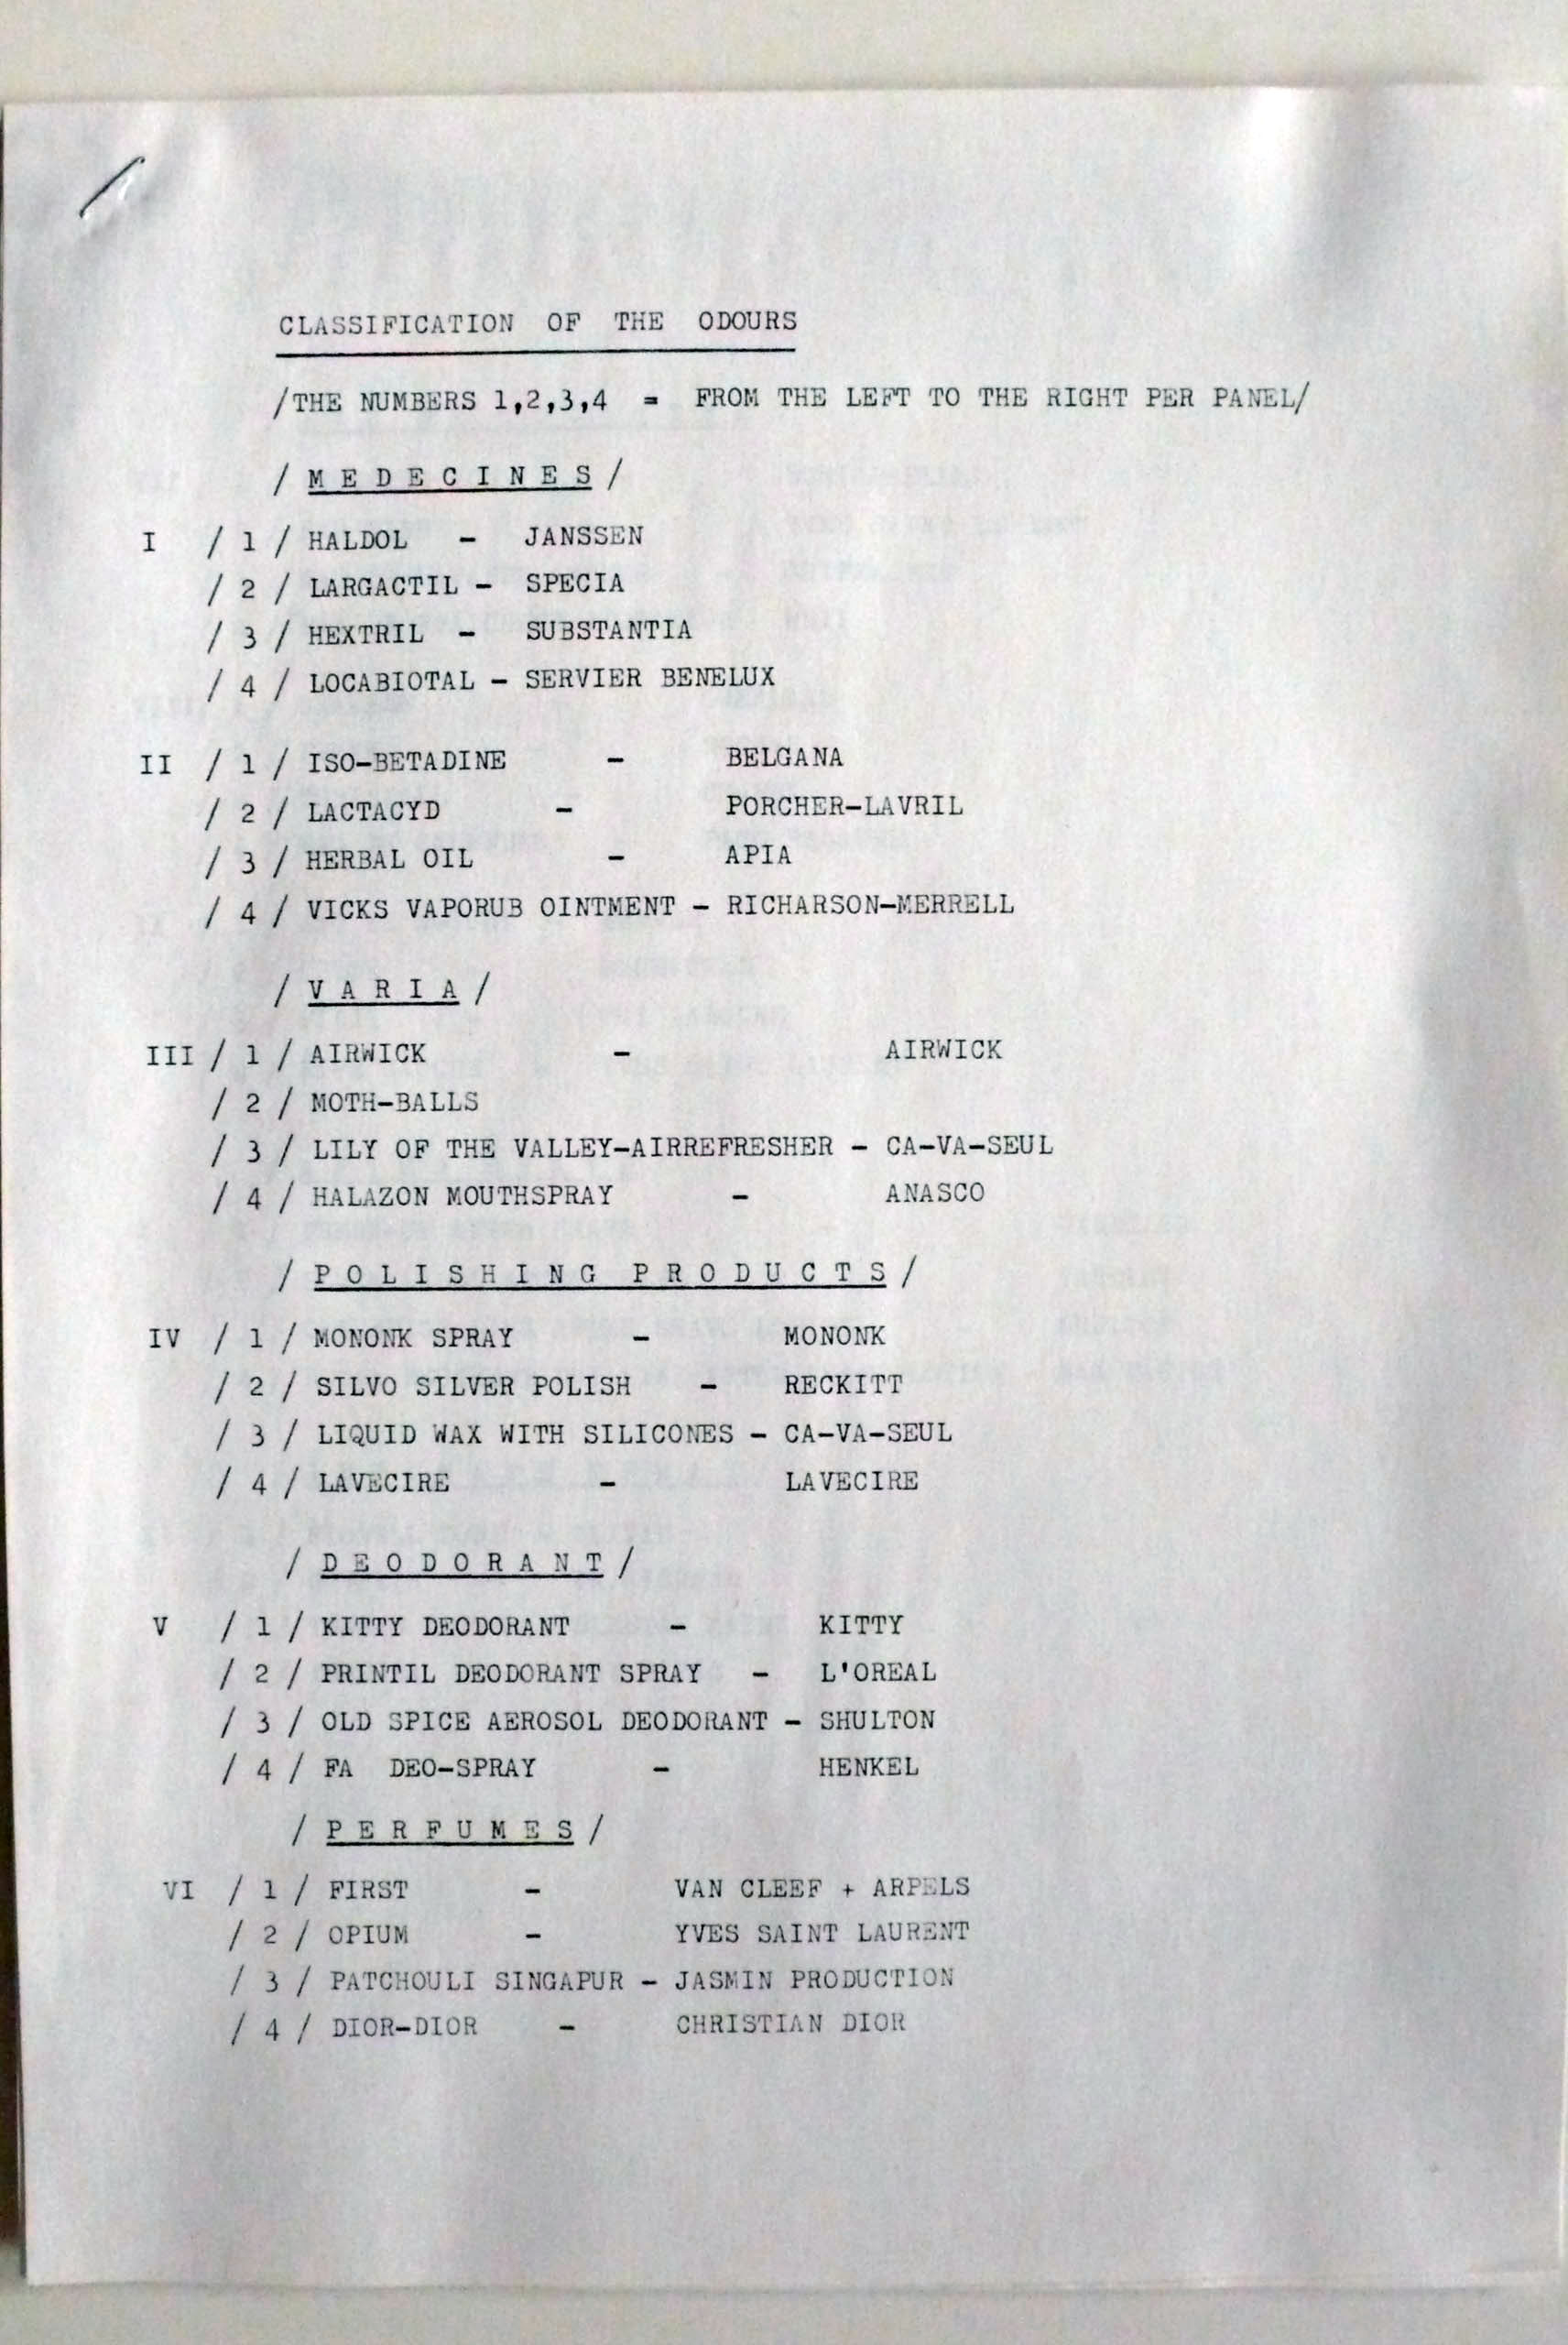 CLASSIFICATION OF THE ODOURS
/THE NUMBERS 1,2,3,4 = FROM THE LEFT TO THE RIGHT PER PANEL/
/ M E D E C I N E S /
I / 1 / HALDOL - JANSSEN
/ 2 / LARGACTIL - SPECIA
/ 3 / HEXTRIL - SUBSTANTIA
/ 4 / LOCABIOTAL - SERVIER BENELUX
II / 1 / ISO-BETADINE - BELGANA
/ 2 / LACTACYD - PORCHER-LAVRIL
/ 3 / HERBAL OIL - APIA
/ 4 / VICKS VAPORUB OINTMENT - RICHARSON-MERRELL
/ V A R I A /
III / 1 / AIRWICK - AIRWICK
/ 2 / MOTH-BALLS
/ 3 / LILY OF THE VALLEY-AIRREFRESHER - CA-VA-SEUL
/ 4 / HALAZON MOUTHSPRAY - ANASCO
/ P O L I S H I N G P R O D U C T S /
IV / 1 / MONONK SPRAY - MONONK
/ 2 / SILVO SILVER POLISH - RECKITT
/ 3 / LIQUID WAX WITH SILICONES - CA-VA-SEUL
/ 4 / LAVECIRE - LAVECIRE
/ D E O D O R A N T /
V / 1 / KITTY DEODORANT - KITTY
/ 2 / PRINTIL DEODORANT SPRAY - L'OREAL
/ 3 / OLD SPICE AEROSOL DEODORANT - SHULTON
/ 4 / FA DEO-SPRAY - HENKEL
/ P E R F U M E S /
VI / 1 / FIRST - VAN CLEEF + ARPELS
/ 2 / OPIUM - YVES SAINT LAURENT
/ 3 / PATCHOULI SINGAPUR - JASMIN PRODUCTION
/ 4 / DIOR-DIOR - CHRISTIAN DIOR